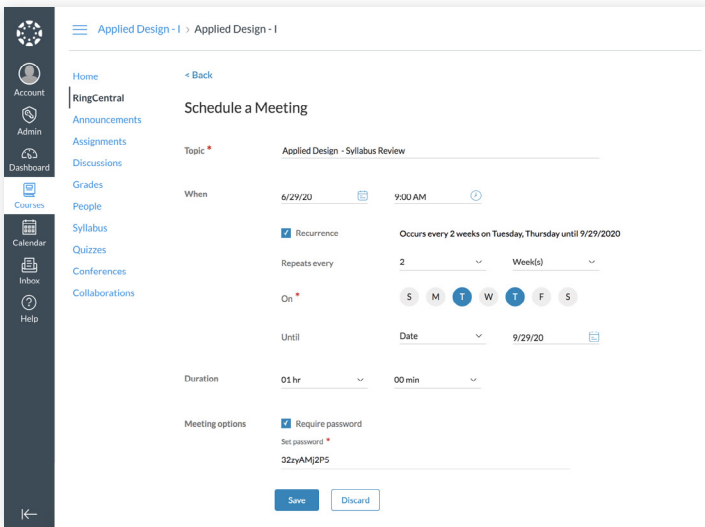 Applied Design - I > Applied Design - I
Account
Admin
Dashboard
Courses
Calendar
Inbox
Help
Home
RingCentral
Announcements
Assignments
Discussions
Grades
People
Syllabus
Quizzes
Conferences
Collaborations
< Back
Schedule a Meeting
Topic * Applied Design - Syllabus Review
When 6/29/20 9:00 AM
Recurrence Occurs every 2 weeks on Tuesday, Thursday until 9/29/2020
Repeats every 2 Week(s)
On * S M T W T F S
Until Date 9/29/20
Duration 01 hr 00 min
Meeting options Require password
Set password *
32zyAMj2P5
Save Discard